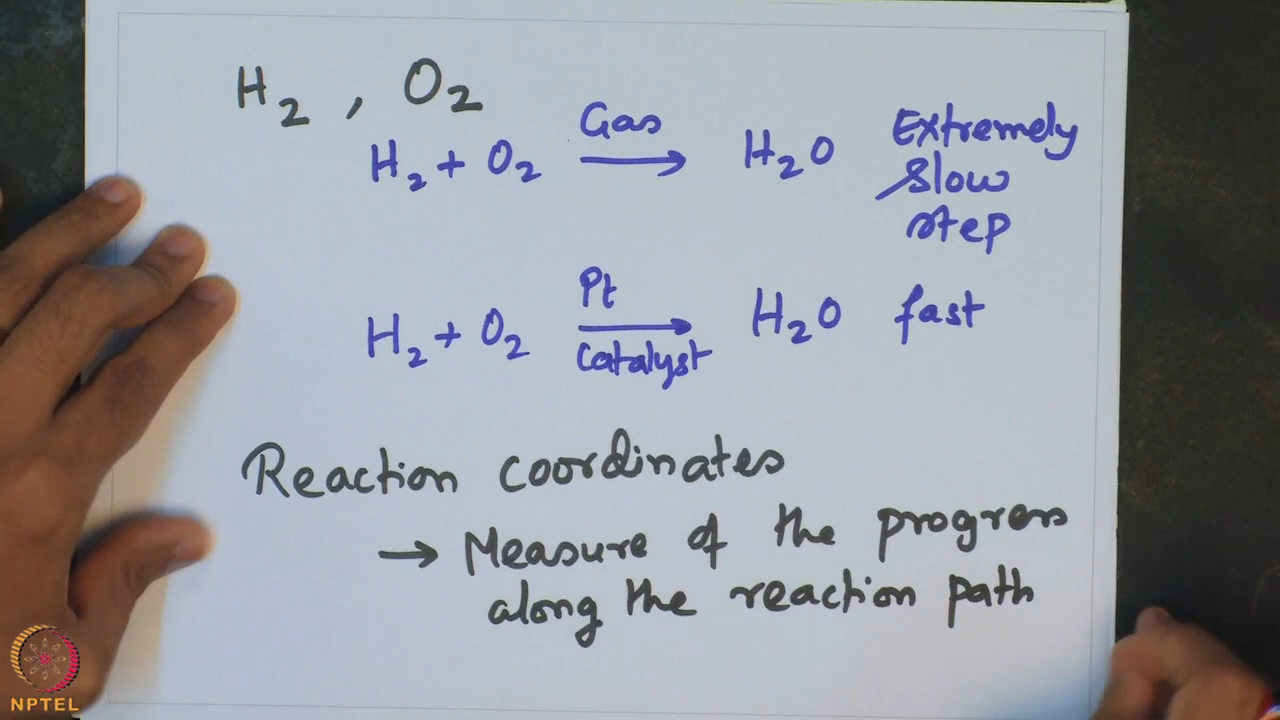 H₂ , O₂
H₂ + O₂ Gas → H₂O Extremely
slow
step
H₂ + O₂ Pt → H₂O fast
catalyst
Reaction coordinates
→ Measure of the progress
along the reaction path
NPTEL